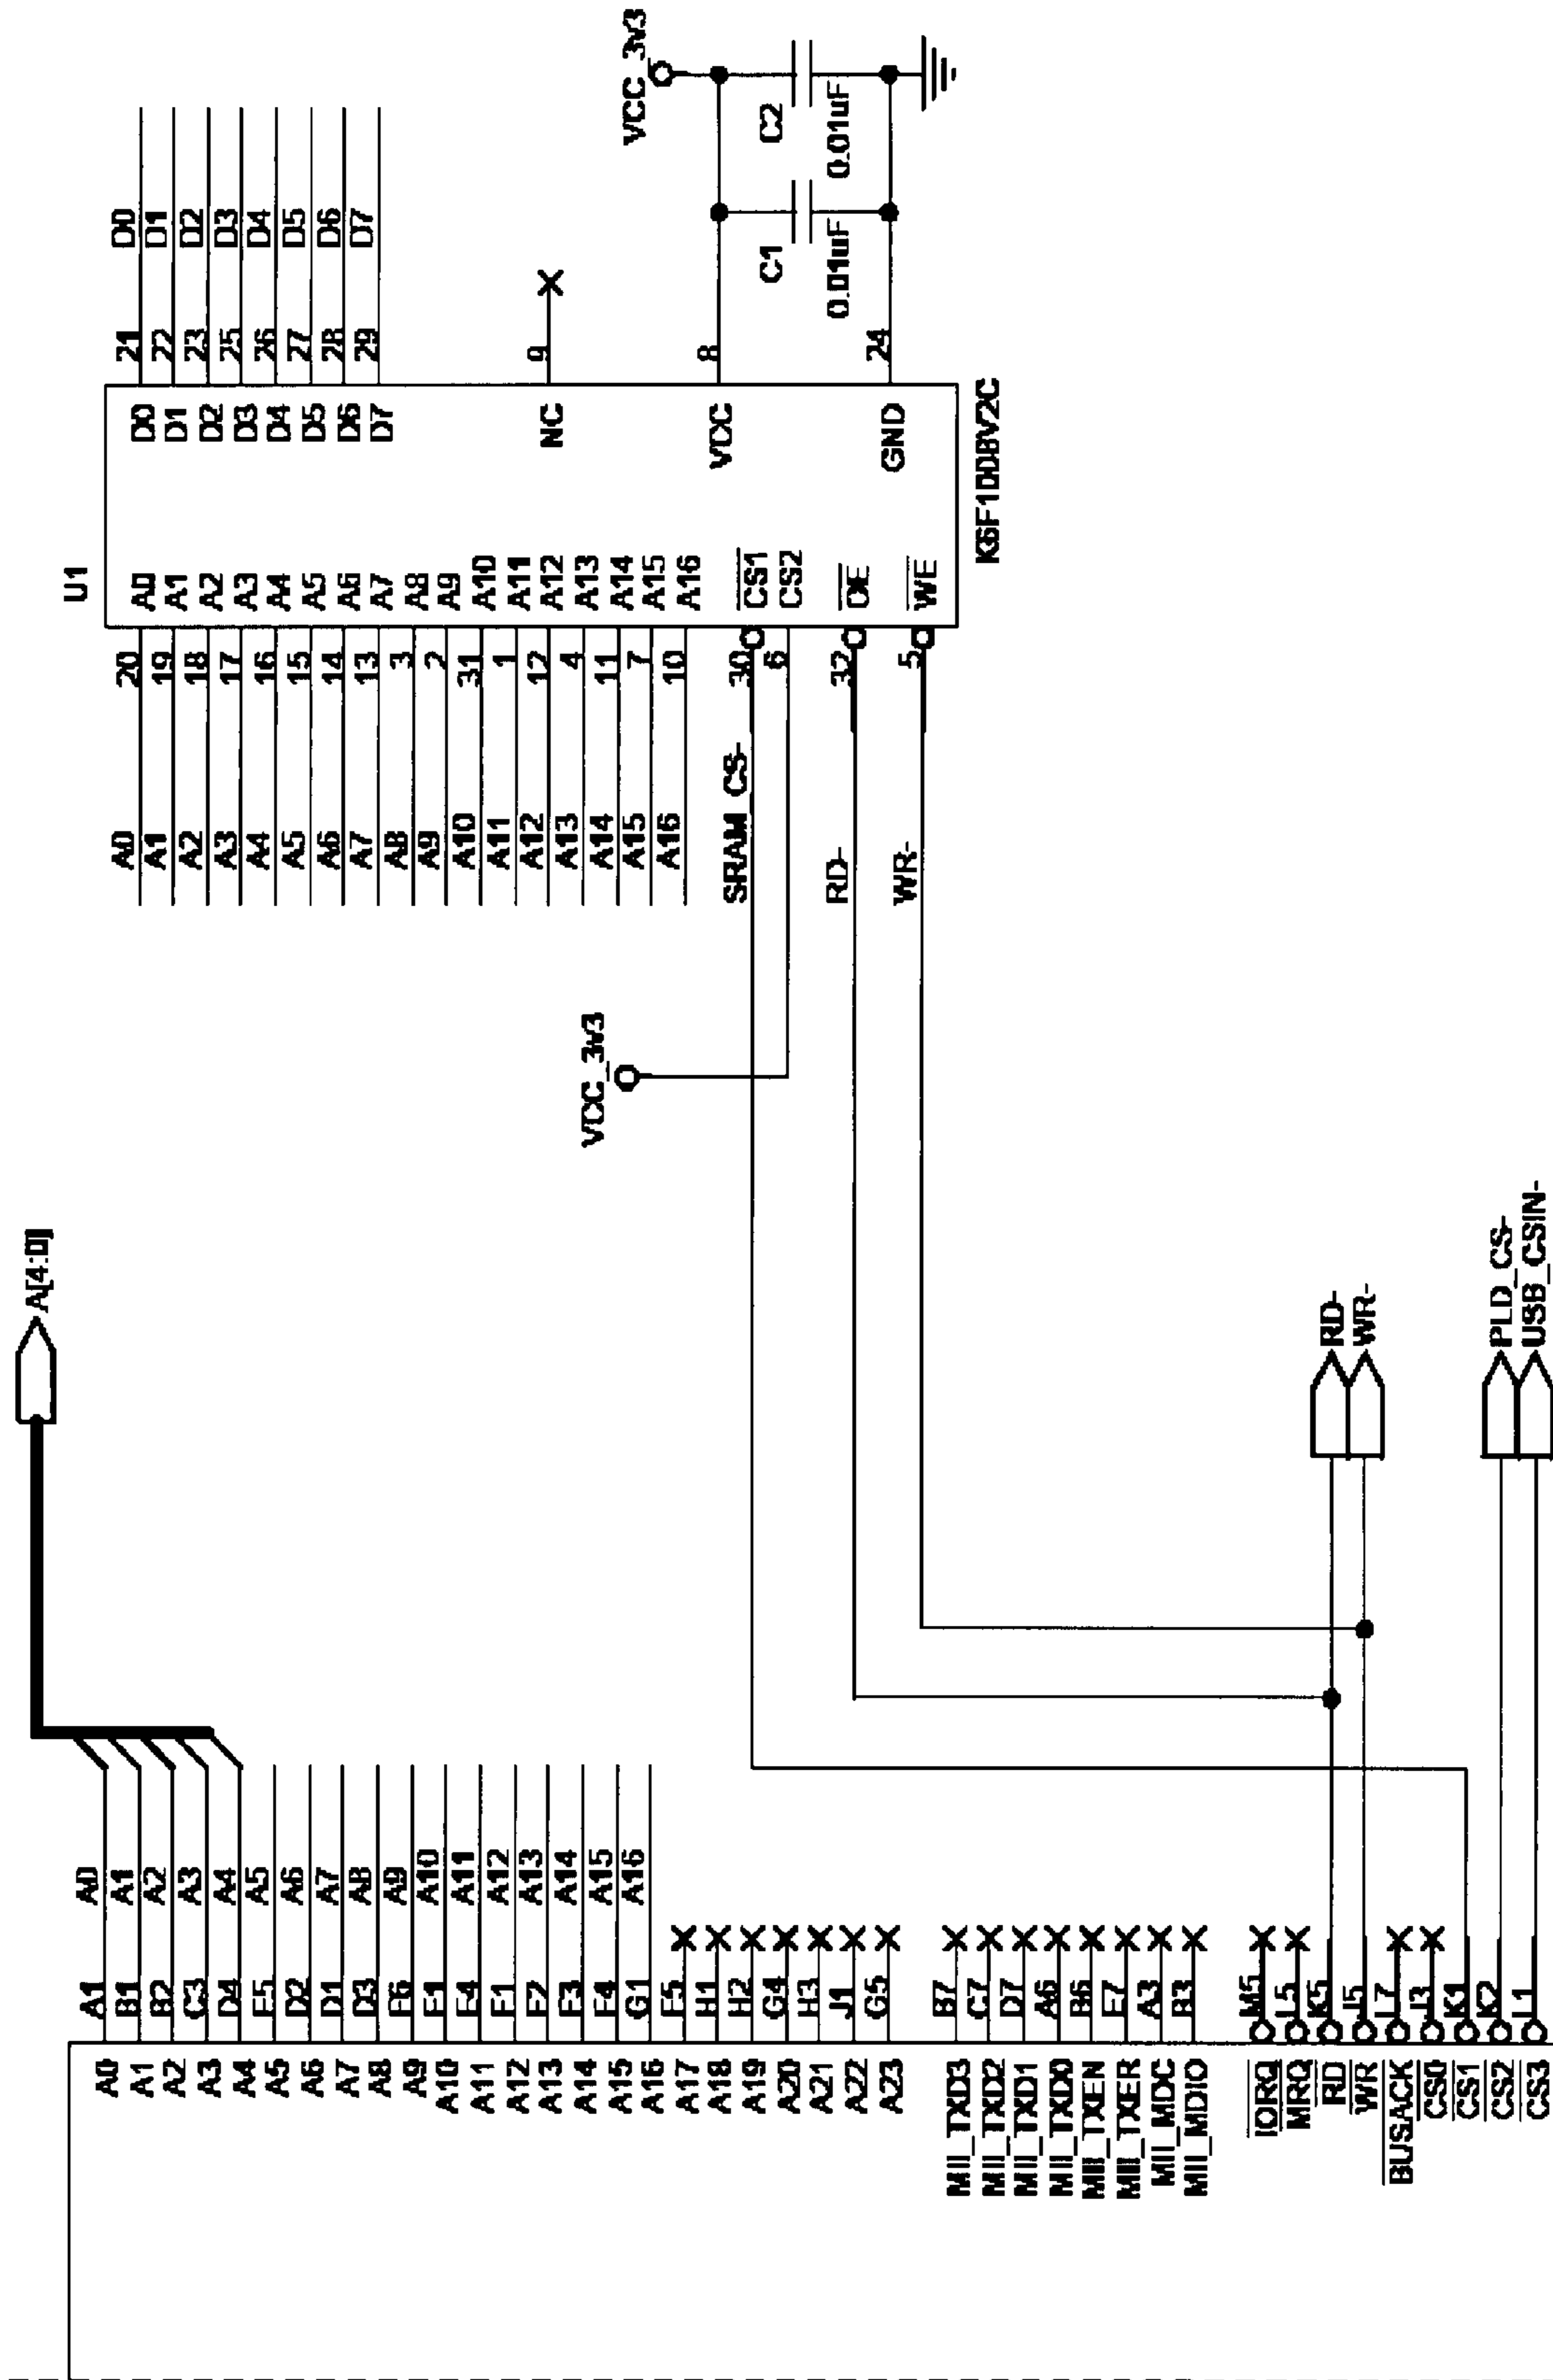 A[4:0]
U1
A0 A1 A0
A1 B1 A1
A2 B2 A2
A3 C3 A3
A4 D4 A4
A5 E5 A5
A6 D2 A6
A7 D1 A7
A8 D3 A8
A9 F6 A9
A10 E1 A10
A11 E4 A11
A12 F1 A12
A13 F2 A13
A14 F3 A14
A15 F4 A15
A16 G1 A16
A17 F5
A18 H1
A19 H2
A20 G4
A21 H3
A22 J1
A23 G5
MII_TXD3 B7
MII_TXD2 C7
MII_TXD1 D7
MII_TXD0 A6
MII_TXEN B6
MII_TXER E7
MII_MDC A3
MII_MDIO B3
IORQ M5
MRQ L5
RD K5 RD-
WR J5 WR-
BUSACK L7
CS0 J3
CS1 K1
CS2 K2 PLD_CS-
CS3 L1 USB_CSIN-
VCC_3v3
A0 20 A0
A1 19 A1
A2 18 A2
A3 17 A3
A4 16 A4
A5 15 A5
A6 14 A6
A7 13 A7
A8 3 A8
A9 2 A9
A10 31 A10
A11 1 A11
A12 12 A12
A13 4 A13
A14 11 A14
A15 7 A15
A16 10 A16
SRAM_CS- 30 CS1
6 CS2
RD- 32 OE
WR- 5 WE
D0 21 D0
D1 22 D1
D2 23 D2
D3 25 D3
D4 26 D4
D5 27 D5
D6 28 D6
D7 29 D7
NC 9
VCC 8
GND 24
VCC_3v3
C1 C2
0.01uF 0.01uF
K6F1008V2C